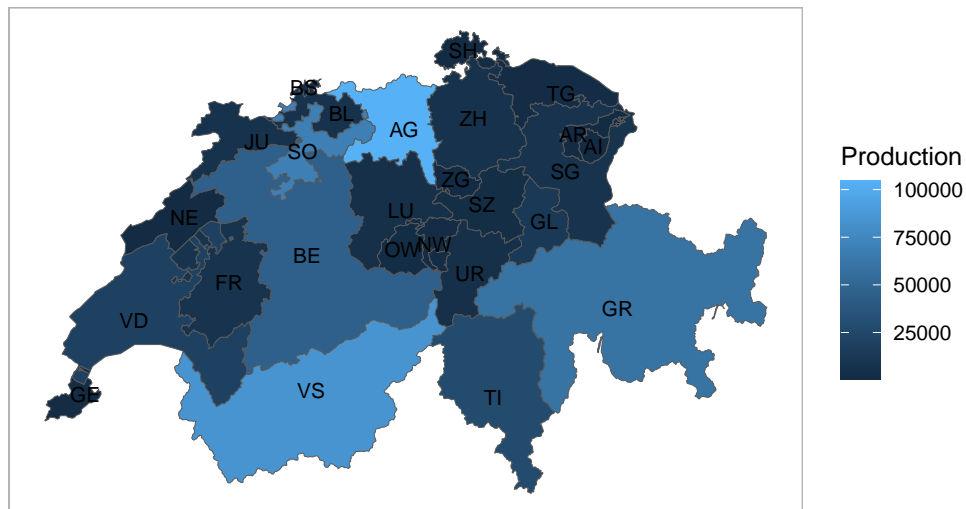 SH
BS
BL
AG
ZH
TG
JU
SO
AR
AI
SG
ZG
NE
LU
SZ
GL
BE
OW
NW
UR
FR
VD
GR
GE
VS
TI
Production
100000
75000
50000
25000